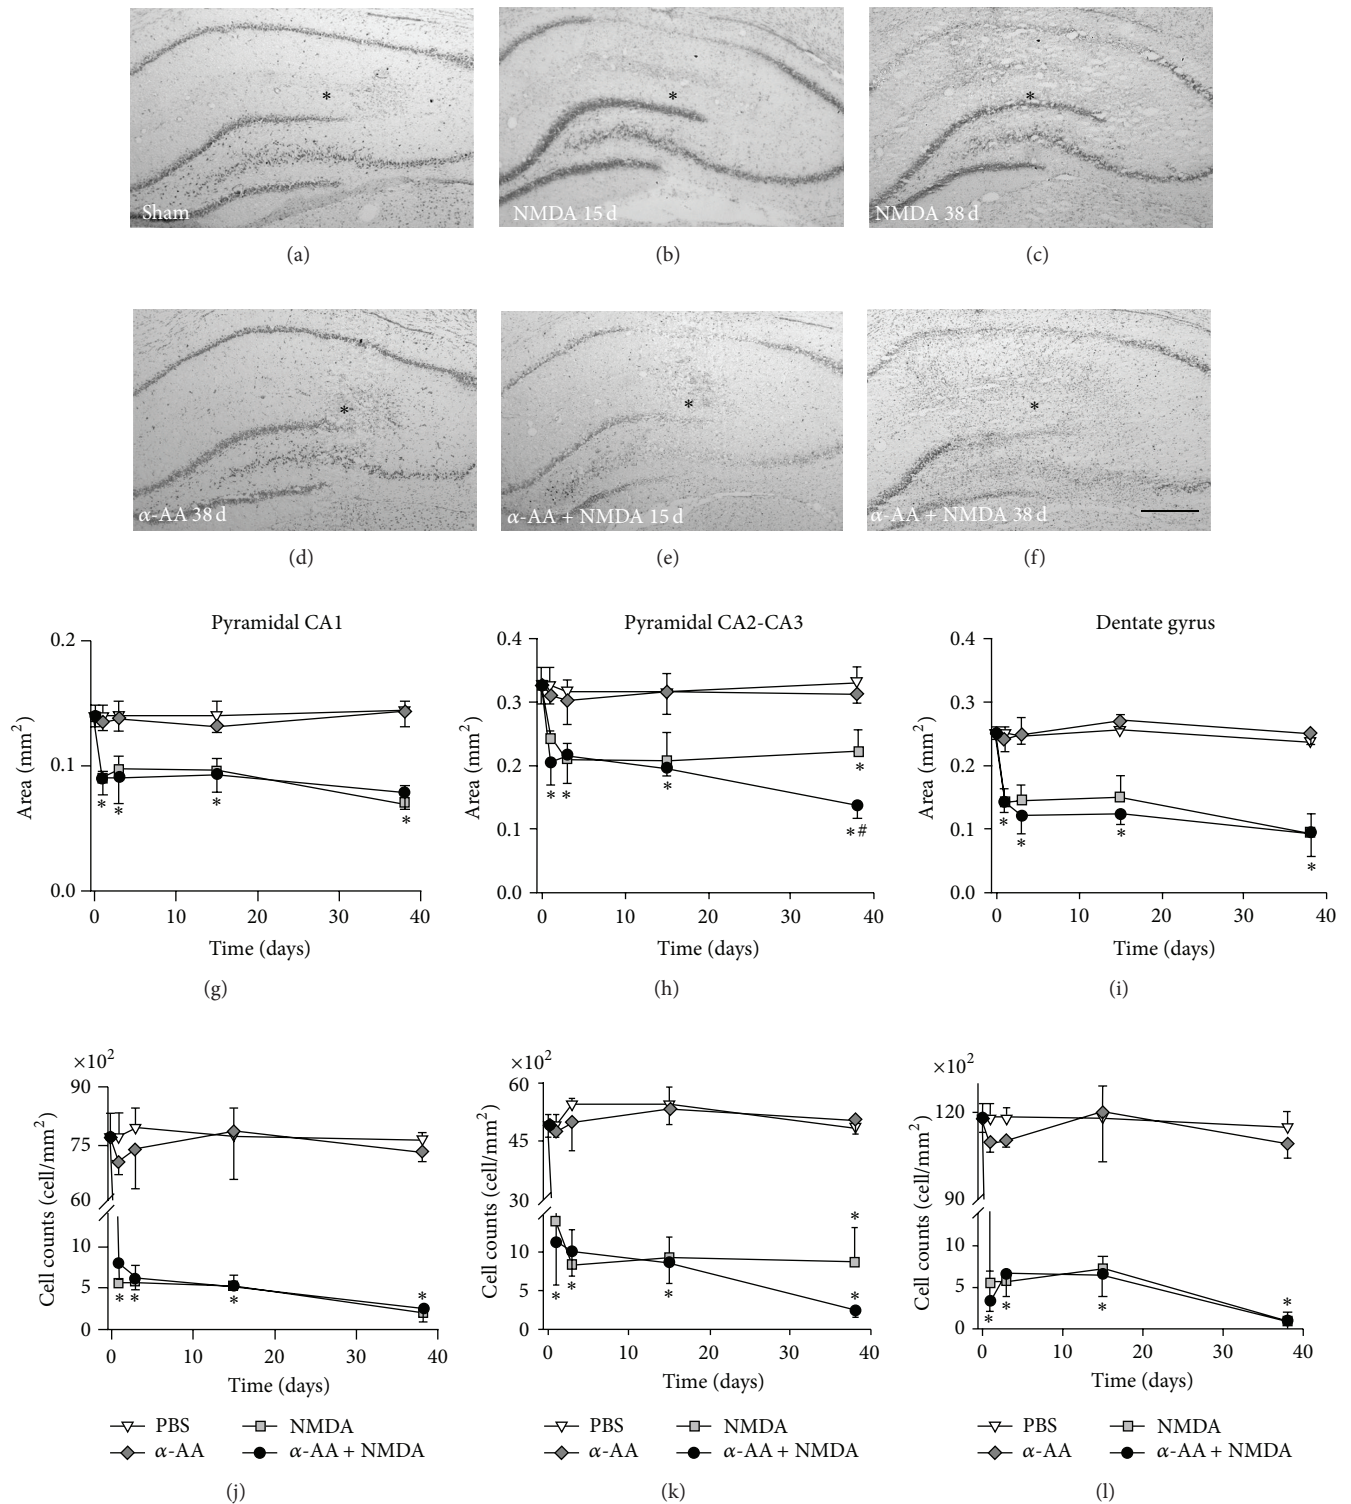 *
Sham
(a)
*
NMDA 15 d
(b)
*
NMDA 38 d
(c)
*
α-AA 38 d
(d)
*
α-AA + NMDA 15 d
(e)
*
α-AA + NMDA 38 d
(f)
Pyramidal CA1
Area (mm²)
0.2
0.1
0.0
* * * *
0 10 20 30 40
Time (days)
(g)
Pyramidal CA2-CA3
Area (mm²)
0.4
0.3
0.2
0.1
0.0
* * * *
*#
0 10 20 30 40
Time (days)
(h)
Dentate gyrus
Area (mm²)
0.4
0.3
0.2
0.1
0.0
* * * *
0 10 20 30 40
Time (days)
(i)
×10²
Cell counts (cell/mm²)
90
75
60
10
5
0
* * * *
0 10 20 30 40
Time (days)
PBS
NMDA
α-AA
α-AA + NMDA
(j)
×10²
Cell counts (cell/mm²)
60
45
30
10
5
0
*
* * * *
0 10 20 30 40
Time (days)
PBS
NMDA
α-AA
α-AA + NMDA
(k)
×10²
Cell counts (cell/mm²)
120
90
10
5
0
* * * *
0 10 20 30 40
Time (days)
PBS
NMDA
α-AA
α-AA + NMDA
(l)